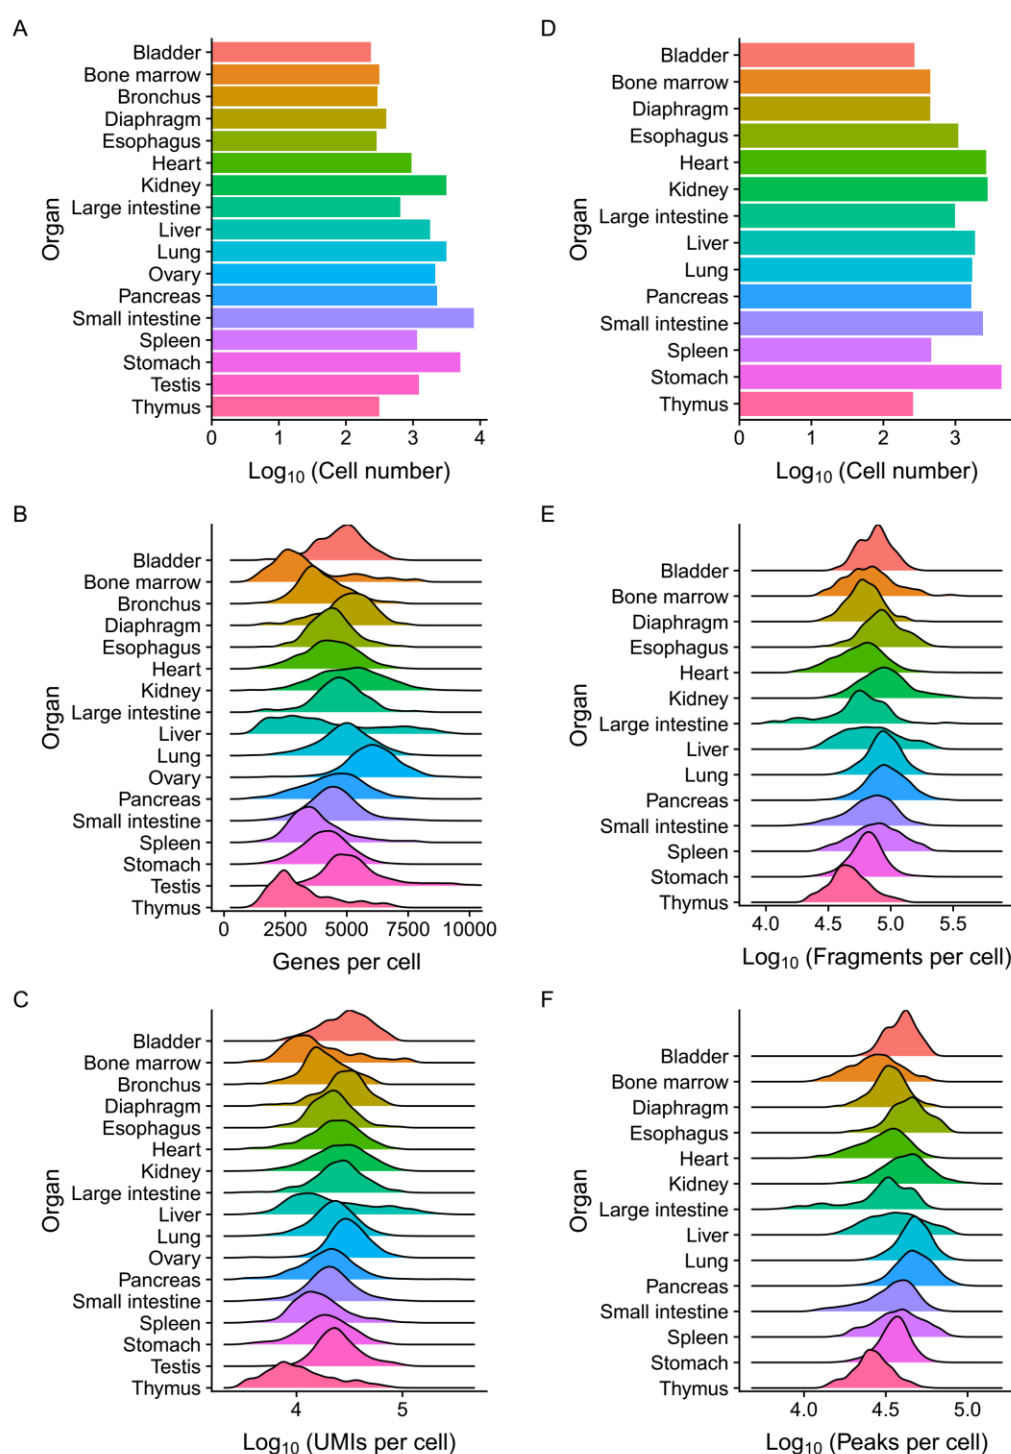 A
Organ
Bladder
Bone marrow
Bronchus
Diaphragm
Esophagus
Heart
Kidney
Large intestine
Liver
Lung
Ovary
Pancreas
Small intestine
Spleen
Stomach
Testis
Thymus
0 1 2 3 4
Log₁₀ (Cell number)
B
Organ
Bladder
Bone marrow
Bronchus
Diaphragm
Esophagus
Heart
Kidney
Large intestine
Liver
Lung
Ovary
Pancreas
Small intestine
Spleen
Stomach
Testis
Thymus
0 2500 5000 7500 10000
Genes per cell
C
Organ
Bladder
Bone marrow
Bronchus
Diaphragm
Esophagus
Heart
Kidney
Large intestine
Liver
Lung
Ovary
Pancreas
Small intestine
Spleen
Stomach
Testis
Thymus
4 5
Log₁₀ (UMIs per cell)
D
Organ
Bladder
Bone marrow
Diaphragm
Esophagus
Heart
Kidney
Large intestine
Liver
Lung
Pancreas
Small intestine
Spleen
Stomach
Thymus
0 1 2 3
Log₁₀ (Cell number)
E
Organ
Bladder
Bone marrow
Diaphragm
Esophagus
Heart
Kidney
Large intestine
Liver
Lung
Pancreas
Small intestine
Spleen
Stomach
Thymus
4.0 4.5 5.0 5.5
Log₁₀ (Fragments per cell)
F
Organ
Bladder
Bone marrow
Diaphragm
Esophagus
Heart
Kidney
Large intestine
Liver
Lung
Pancreas
Small intestine
Spleen
Stomach
Thymus
4.0 4.5 5.0
Log₁₀ (Peaks per cell)